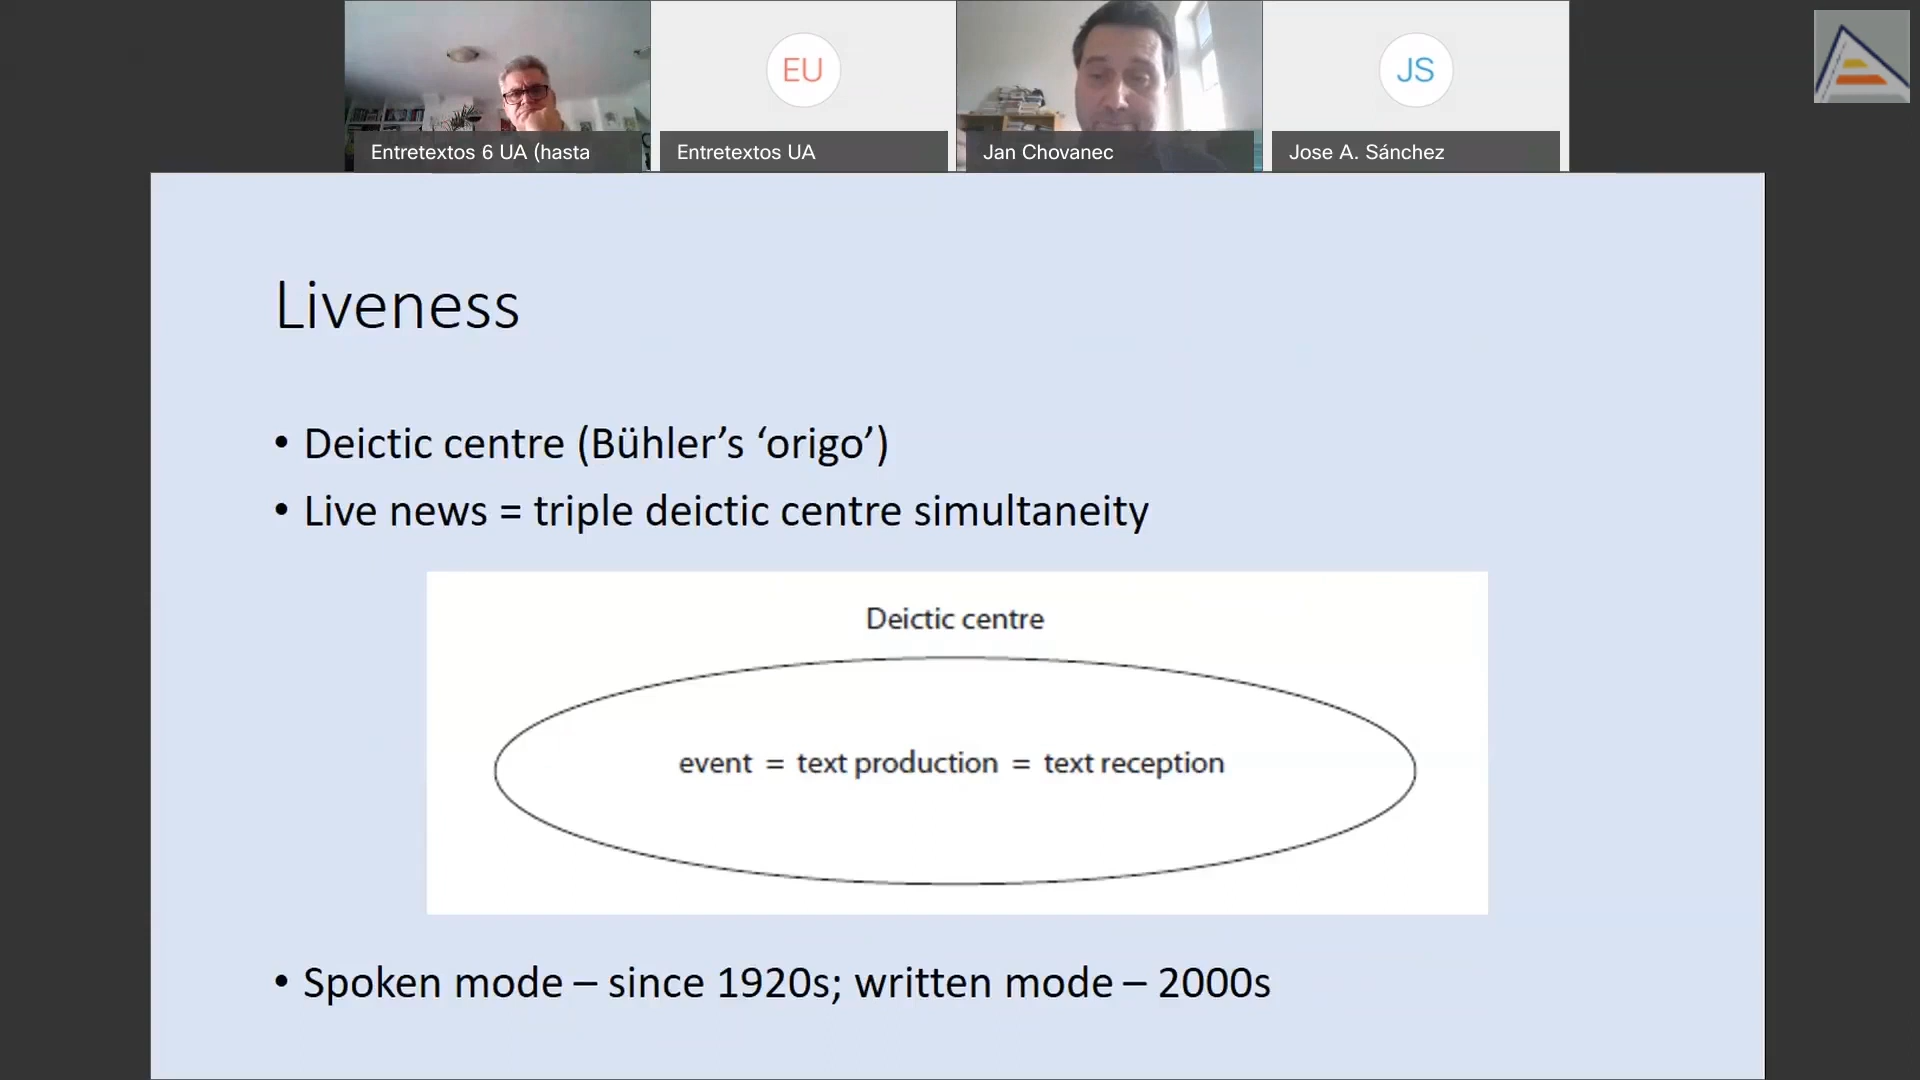 Entretextos 6 UA (hasta
EU
Entretextos UA
Jan Chovanec
JS
Jose A. Sánchez
Liveness
• Deictic centre (Bühler’s ‘origo’)
• Live news = triple deictic centre simultaneity
Deictic centre
event = text production = text reception
• Spoken mode – since 1920s; written mode – 2000s